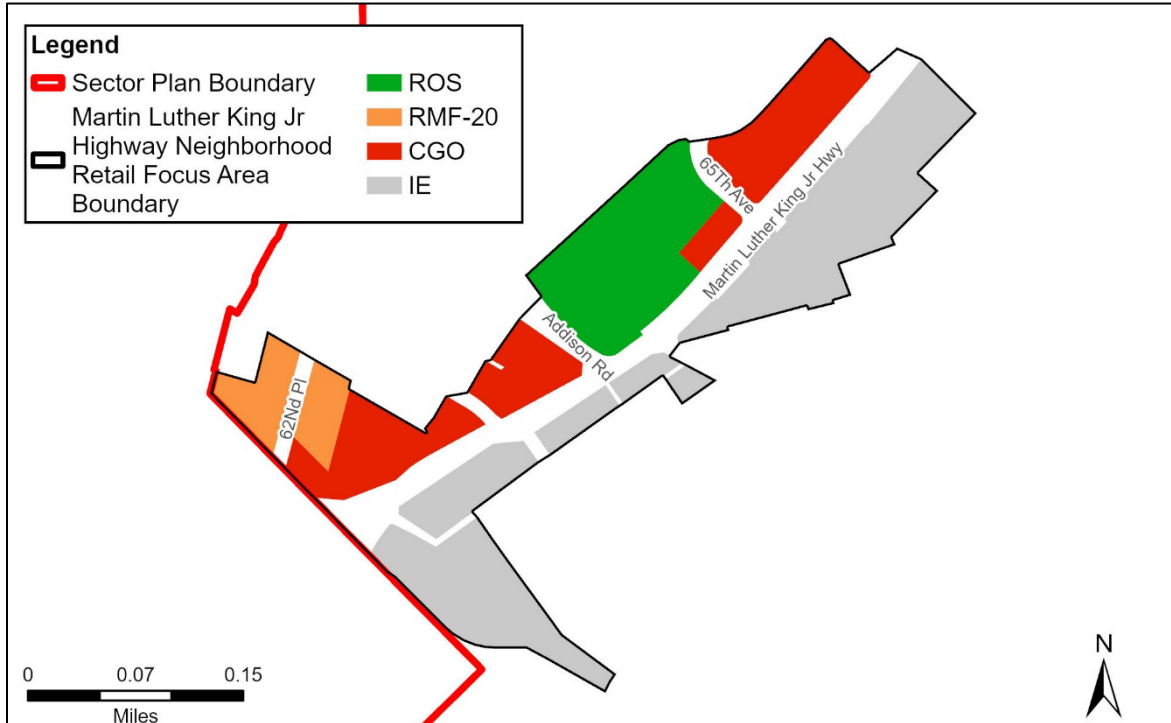 Legend
Sector Plan Boundary
Martin Luther King Jr
Highway Neighborhood
Retail Focus Area
Boundary
ROS
RMF-20
CGO
IE
65Th Ave
Martin Luther King Jr Hwy
Addison Rd
62Nd Pl
0 0.07 0.15
Miles
N